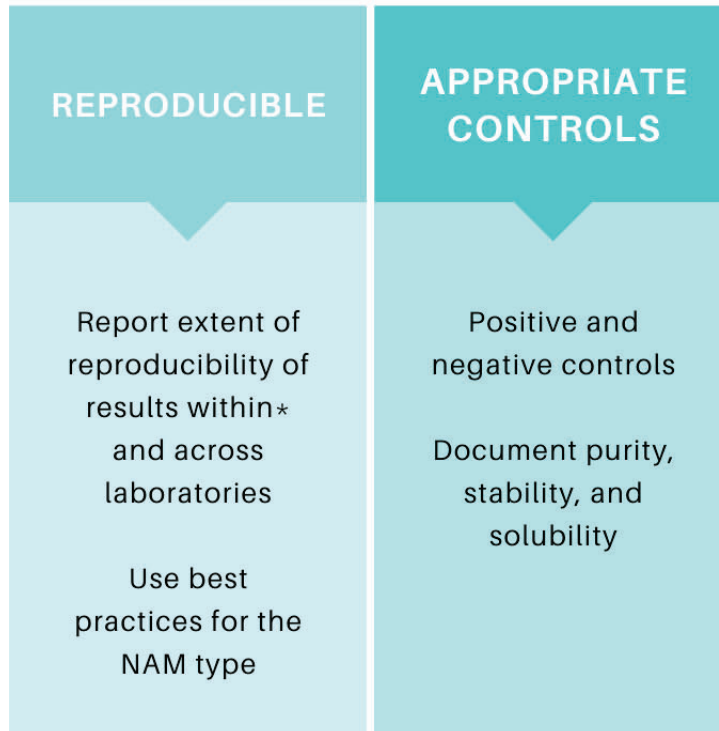 REPRODUCIBLE
Report extent of
reproducibility of
results within*
and across
laboratories
Use best
practices for the
NAM type
APPROPRIATE
CONTROLS
Positive and
negative controls
Document purity,
stability, and
solubility